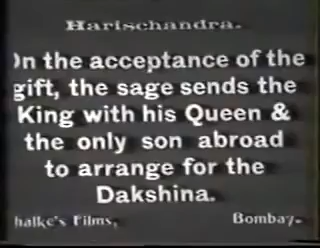 Harischandra.
On the acceptance of the
gift, the sage sends the
King with his Queen &
the only son abroad
to arrange for the
Dakshina.
halke's Films, Bombay.